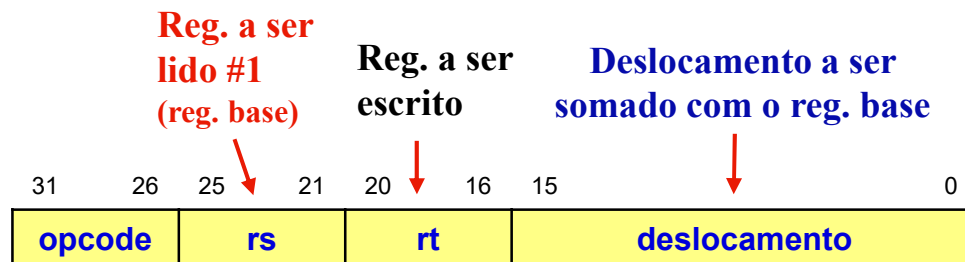 Reg. a ser
lido #1
(reg. base)
Reg. a ser
escrito
Deslocamento a ser
somado com o reg. base
31 26 25 21 20 16 15 0
opcode rs rt deslocamento